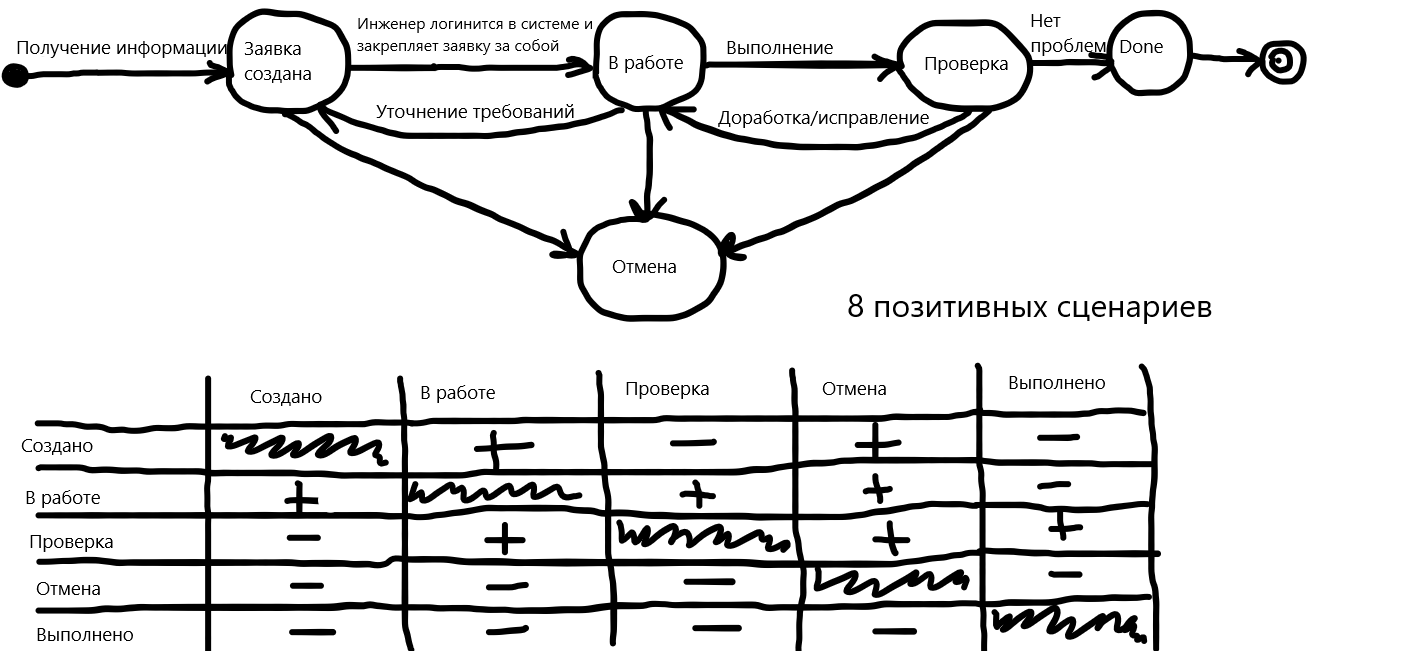 Получение информации
Заявка
создана
Инженер логинится в системе и
закрепляет заявку за собой
В работе
Выполнение
Проверка
Нет
проблем
Done
Уточнение требований
Доработка/исправление
Отмена
8 позитивных сценариев
Создано В работе Проверка Отмена Выполнено
Создано + — + —
В работе + + + —
Проверка — + + +
Отмена — — — —
Выполнено — — — —